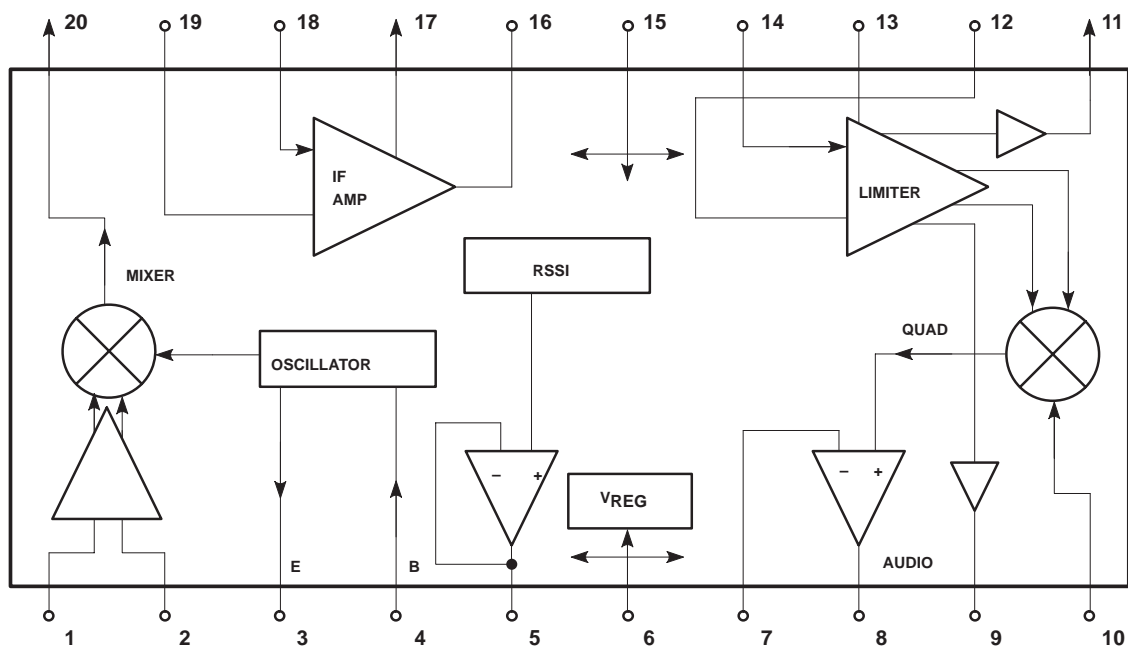 20 19 18 17 16 15 14 13 12 11
IF
AMP
LIMITER
RSSI
MIXER
QUAD
OSCILLATOR
– +
– +
VREG
E B
AUDIO
1 2 3 4 5 6 7 8 9 10